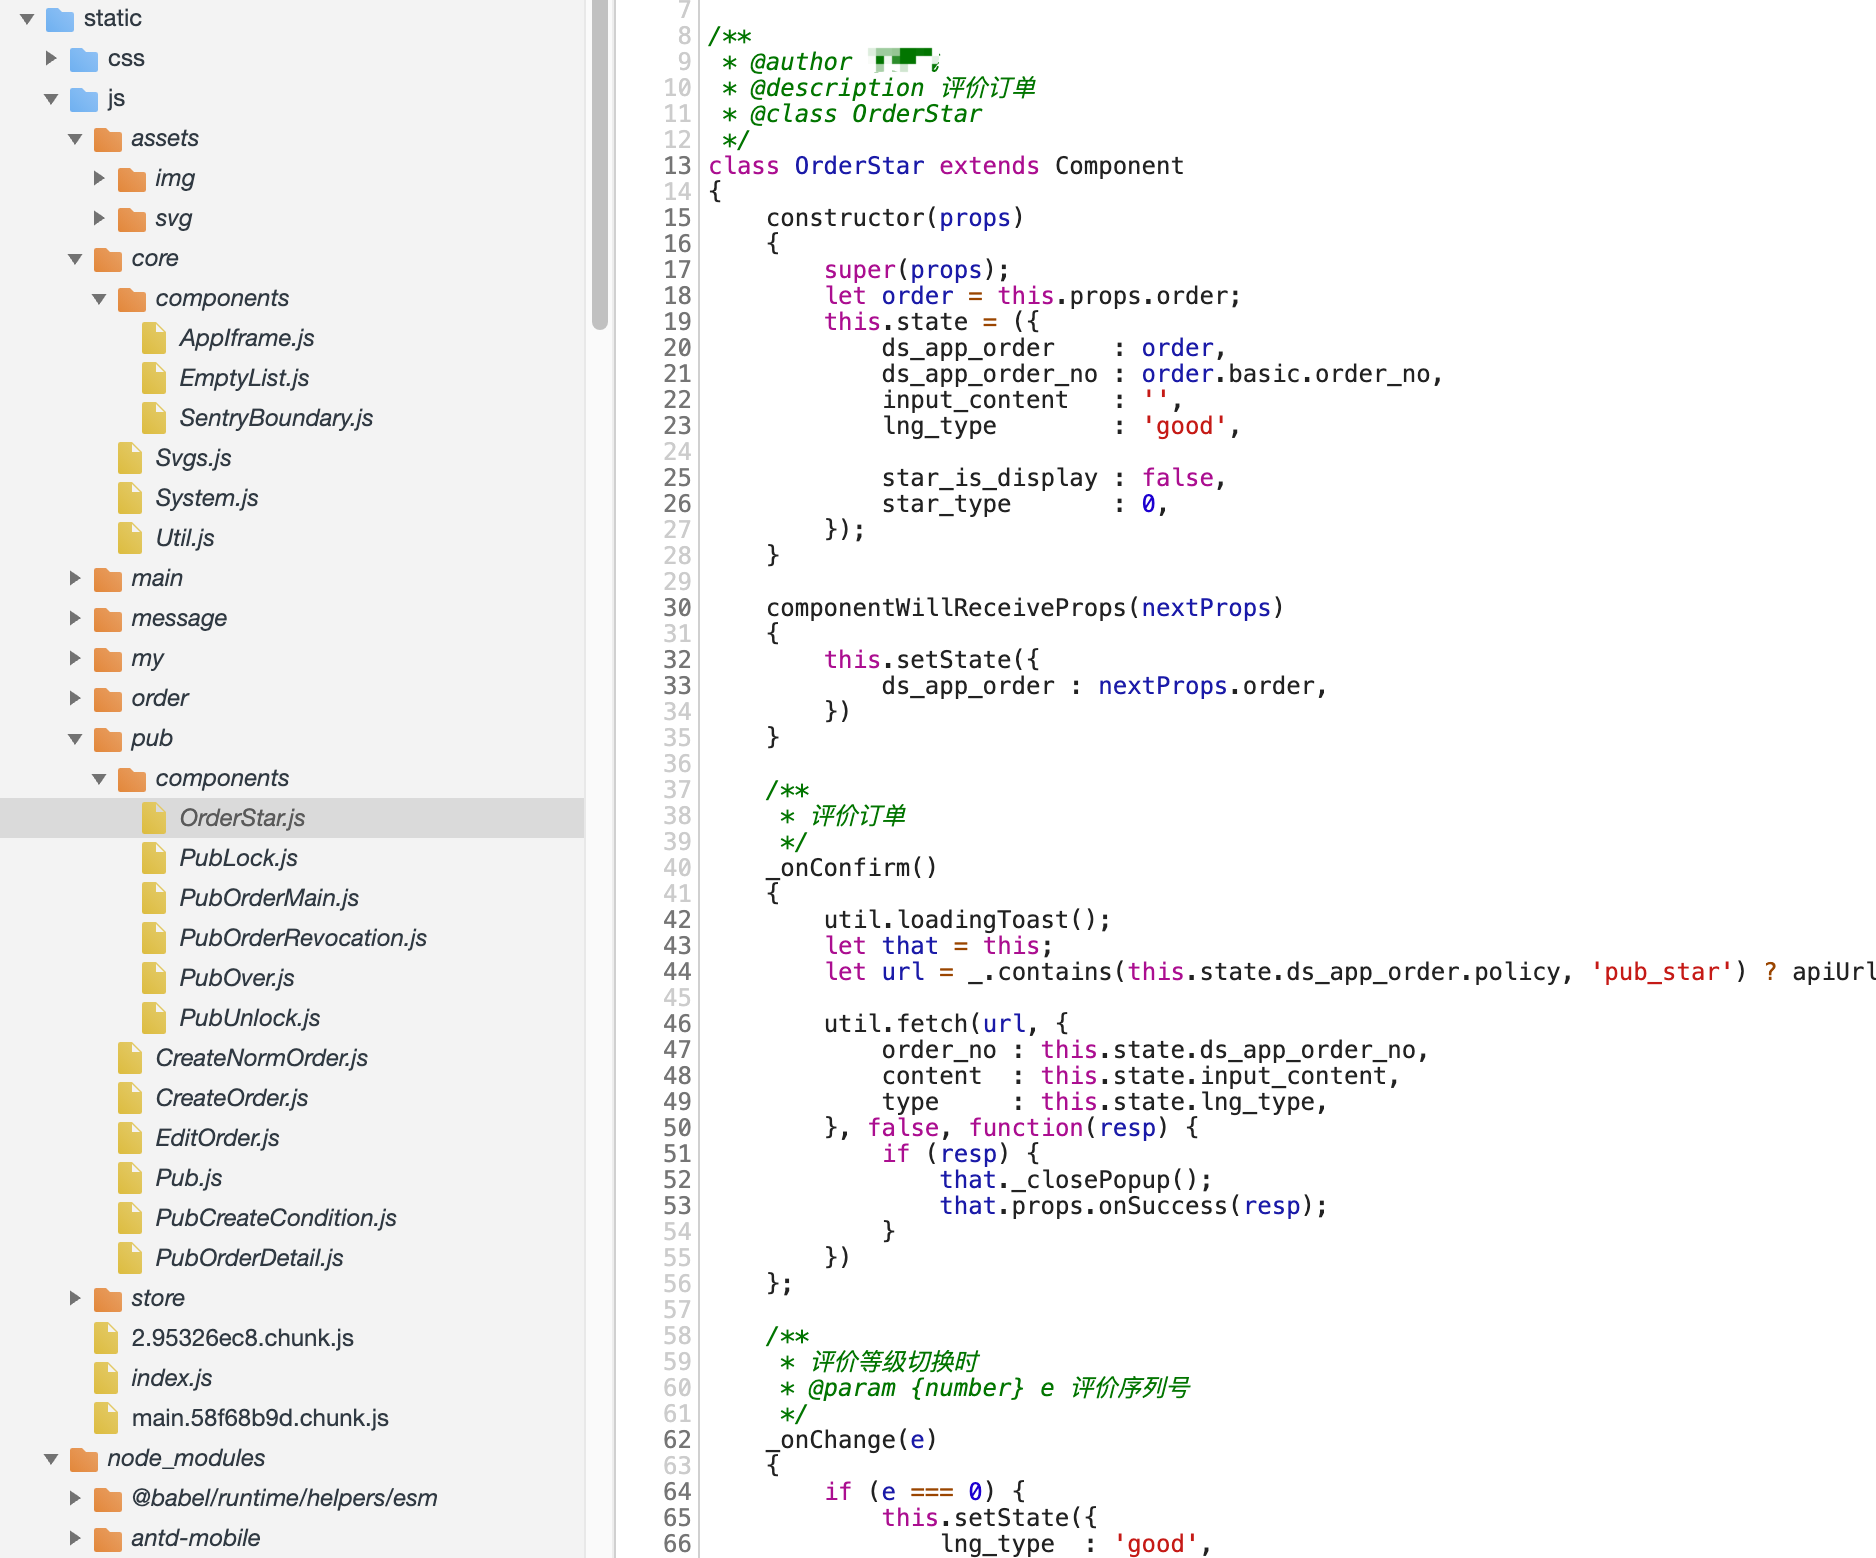 static
css
js
assets
img
svg
core
components
AppIframe.js
EmptyList.js
SentryBoundary.js
Svgs.js
System.js
Util.js
main
message
my
order
pub
components
OrderStar.js
PubLock.js
PubOrderMain.js
PubOrderRevocation.js
PubOver.js
PubUnlock.js
CreateNormOrder.js
CreateOrder.js
EditOrder.js
Pub.js
PubCreateCondition.js
PubOrderDetail.js
store
2.95326ec8.chunk.js
index.js
main.58f68b9d.chunk.js
node_modules
@babel/runtime/helpers/esm
antd-mobile
7
8 /**
9  * @author
10  * @description 评价订单
11  * @class OrderStar
12  */
13 class OrderStar extends Component
14 {
15     constructor(props)
16     {
17         super(props);
18         let order = this.props.order;
19         this.state = ({
20             ds_app_order    : order,
21             ds_app_order_no : order.basic.order_no,
22             input_content   : '',
23             lng_type        : 'good',
24
25             star_is_display : false,
26             star_type       : 0,
27         });
28     }
29
30     componentWillReceiveProps(nextProps)
31     {
32         this.setState({
33             ds_app_order : nextProps.order,
34         })
35     }
36
37     /**
38      * 评价订单
39      */
40     _onConfirm()
41     {
42         util.loadingToast();
43         let that = this;
44         let url = _.contains(this.state.ds_app_order.policy, 'pub_star') ? apiUrl
45
46         util.fetch(url, {
47             order_no : this.state.ds_app_order_no,
48             content  : this.state.input_content,
49             type     : this.state.lng_type,
50         }, false, function(resp) {
51             if (resp) {
52                 that._closePopup();
53                 that.props.onSuccess(resp);
54             }
55         })
56     };
57
58     /**
59      * 评价等级切换时
60      * @param {number} e 评价序列号
61      */
62     _onChange(e)
63     {
64         if (e === 0) {
65             this.setState({
66                 lng_type  : 'good',